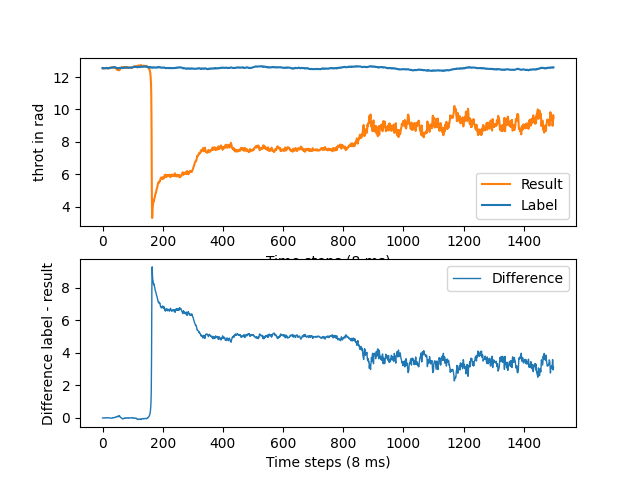 12
10
8
6
4
throt in rad
Result
Label
0 200 400 600 800 1000 1200 1400
Time steps (8 ms)
8
6
4
2
0
Difference label - result
Difference
0 200 400 600 800 1000 1200 1400
Time steps (8 ms)